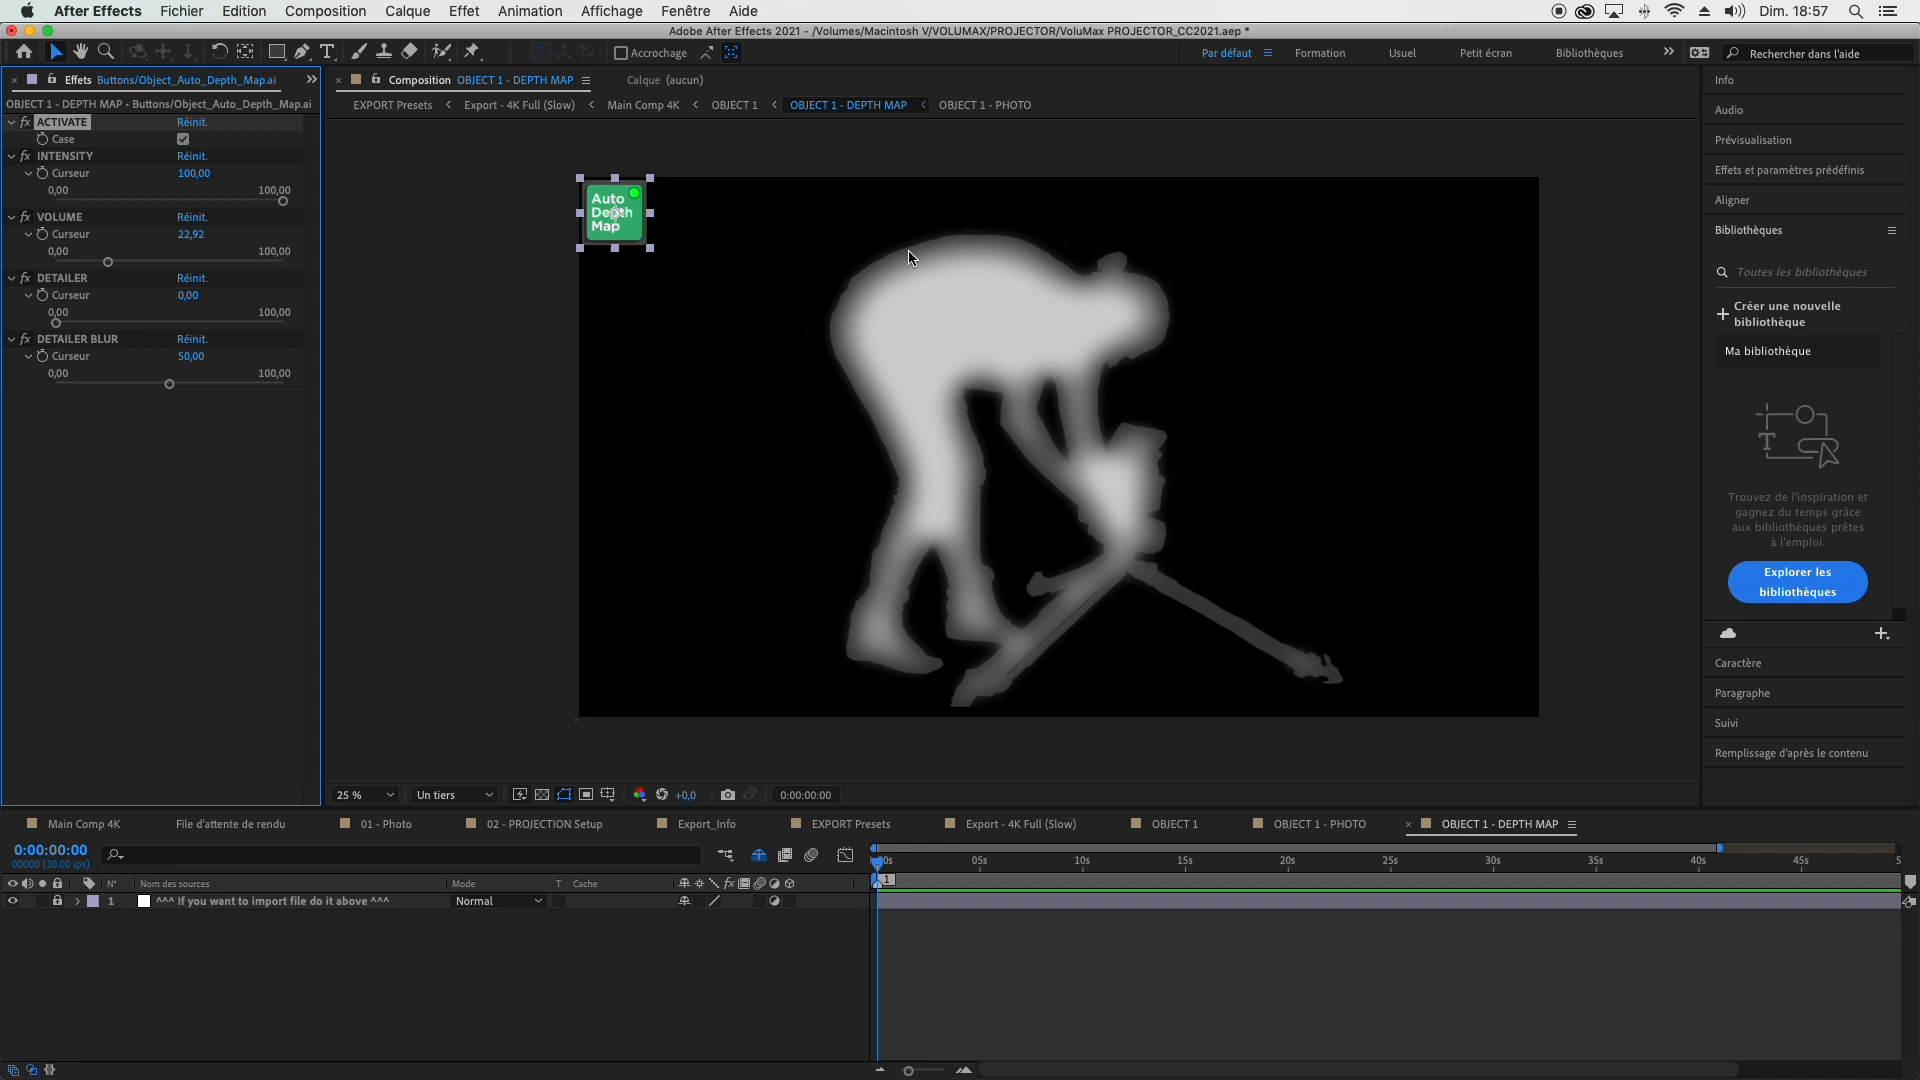 After Effects Fichier Edition Composition Calque Effet Animation Affichage Fenêtre Aide Dim. 18:57
Adobe After Effects 2021 - /Volumes/Macintosh V/VOLUMAX/PROJECTOR/VoluMax PROJECTOR_CC2021.aep *
Accrochage Par défaut Formation Usuel Petit écran Bibliothèques Rechercher dans l'aide
Effets Buttons/Object_Auto_Depth_Map.ai
Composition OBJECT 1 - DEPTH MAP Calque (aucun)
OBJECT 1 - DEPTH MAP • Buttons/Object_Auto_Depth_Map.ai
EXPORT Presets Export - 4K Full (Slow) Main Comp 4K OBJECT 1 OBJECT 1 - DEPTH MAP OBJECT 1 - PHOTO
fx ACTIVATE Réinit.
Case
fx INTENSITY Réinit.
Curseur 100,00
0,00 100,00
fx VOLUME Réinit.
Curseur 22,92
0,00 100,00
fx DETAILER Réinit.
Curseur 0,00
0,00 100,00
fx DETAILER BLUR Réinit.
Curseur 50,00
0,00 100,00
Auto
Depth
Map
Info
Audio
Prévisualisation
Effets et paramètres prédéfinis
Aligner
Bibliothèques
Toutes les bibliothèques
Créer une nouvelle
bibliothèque
Ma bibliothèque
Trouvez de l'inspiration et
gagnez du temps grâce
aux bibliothèques prêtes
à l'emploi.
Explorer les
bibliothèques
Caractère
Paragraphe
Suivi
Remplissage d'après le contenu
25 % Un tiers +0,0 0:00:00:00
Main Comp 4K File d'attente de rendu 01 - Photo 02 - PROJECTION Setup Export_Info EXPORT Presets Export - 4K Full (Slow) OBJECT 1 OBJECT 1 - PHOTO OBJECT 1 - DEPTH MAP
0:00:00:00
00000 (30.00 ips)
00s 05s 10s 15s 20s 25s 30s 35s 40s 45s 5
N° Nom des sources Mode T Cache fx
1
1 ^^^ If you want to import file do it above ^^^ Normal